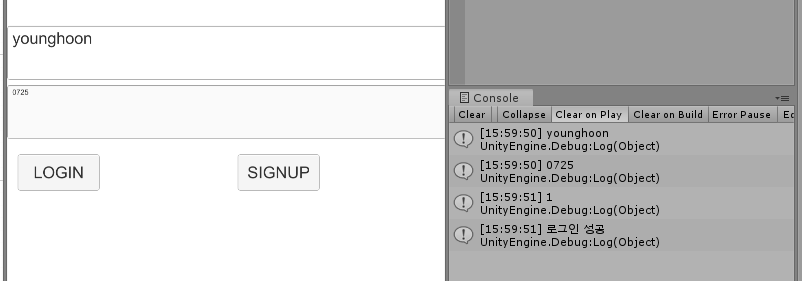 younghoon
0725
LOGIN SIGNUP
Console
Clear Collapse Clear on Play Clear on Build Error Pause
[15:59:50] younghoon
UnityEngine.Debug:Log(Object)
[15:59:50] 0725
UnityEngine.Debug:Log(Object)
[15:59:51] 1
UnityEngine.Debug:Log(Object)
[15:59:51] 로그인 성공
UnityEngine.Debug:Log(Object)